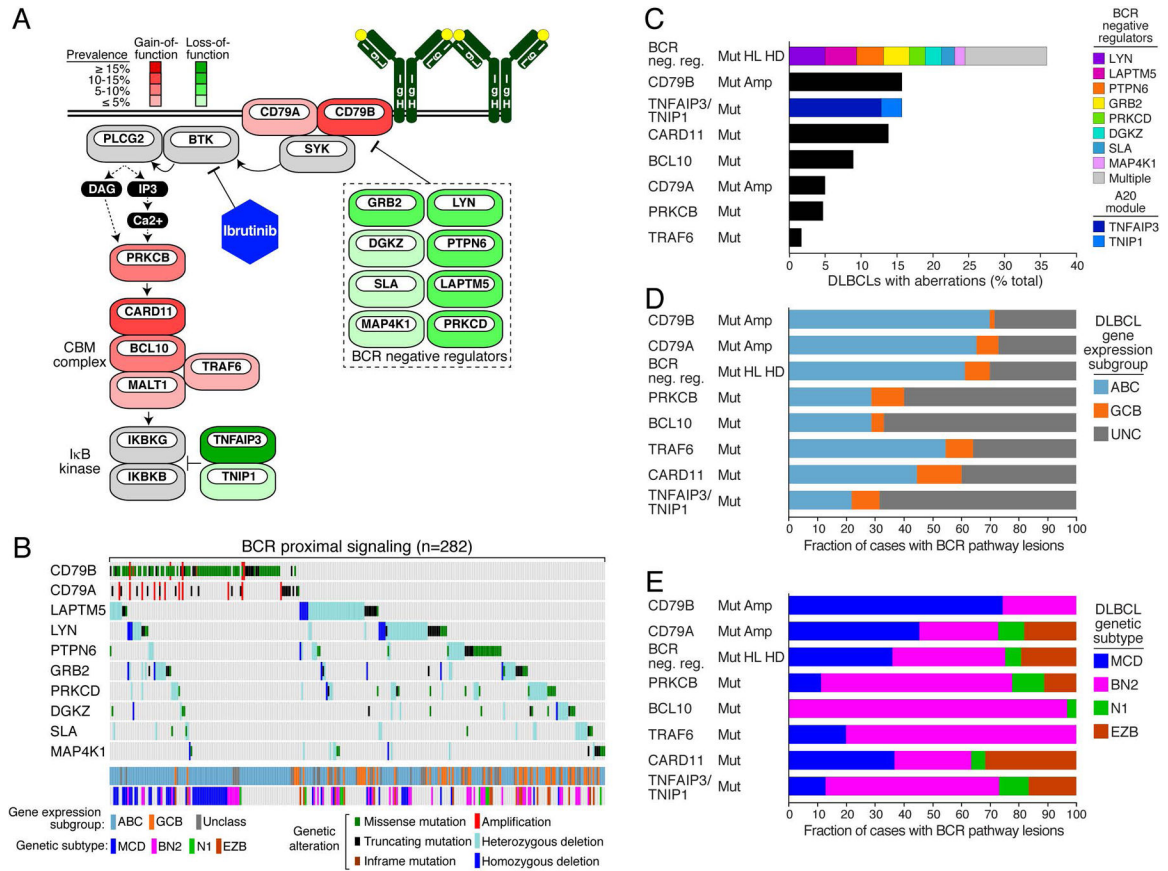 A
Prevalence
Gain-of-
function
Loss-of-
function
≥ 15%
10-15%
5-10%
≤ 5%
IgL
IgH
IgL
IgH
IgL
IgH
IgL
IgH
CD79A
CD79B
PLCG2
BTK
SYK
DAG
IP3
Ca2+
Ibrutinib
PRKCB
CARD11
CBM
complex
BCL10
TRAF6
MALT1
IκB
kinase
IKBKG
TNFAIP3
IKBKB
TNIP1
GRB2
LYN
DGKZ
PTPN6
SLA
LAPTM5
MAP4K1
PRKCD
BCR negative regulators
B
BCR proximal signaling (n=282)
CD79B
CD79A
LAPTM5
LYN
PTPN6
GRB2
PRKCD
DGKZ
SLA
MAP4K1
Gene expression
subgroup:
ABC
GCB
Unclass
Genetic subtype:
MCD
BN2
N1
EZB
Genetic
alteration
Missense mutation
Truncating mutation
Inframe mutation
Amplification
Heterozygous deletion
Homozygous deletion
C
BCR
neg. reg.
Mut HL HD
CD79B
Mut Amp
TNFAIP3/
TNIP1
Mut
CARD11
Mut
BCL10
Mut
CD79A
Mut Amp
PRKCB
Mut
TRAF6
Mut
0 5 10 15 20 25 30 35 40
DLBCLs with aberrations (% total)
BCR
negative
regulators
LYN
LAPTM5
PTPN6
GRB2
PRKCD
DGKZ
SLA
MAP4K1
Multiple
A20
module
TNFAIP3
TNIP1
D
CD79B
Mut Amp
CD79A
Mut Amp
BCR
neg. reg.
Mut HL HD
PRKCB
Mut
BCL10
Mut
TRAF6
Mut
CARD11
Mut
TNFAIP3/
TNIP1
Mut
0 10 20 30 40 50 60 70 80 90 100
Fraction of cases with BCR pathway lesions
DLBCL
gene
expression
subgroup
ABC
GCB
UNC
E
CD79B
Mut Amp
CD79A
Mut Amp
BCR
neg. reg.
Mut HL HD
PRKCB
Mut
BCL10
Mut
TRAF6
Mut
CARD11
Mut
TNFAIP3/
TNIP1
Mut
0 10 20 30 40 50 60 70 80 90 100
Fraction of cases with BCR pathway lesions
DLBCL
genetic
subtype
MCD
BN2
N1
EZB